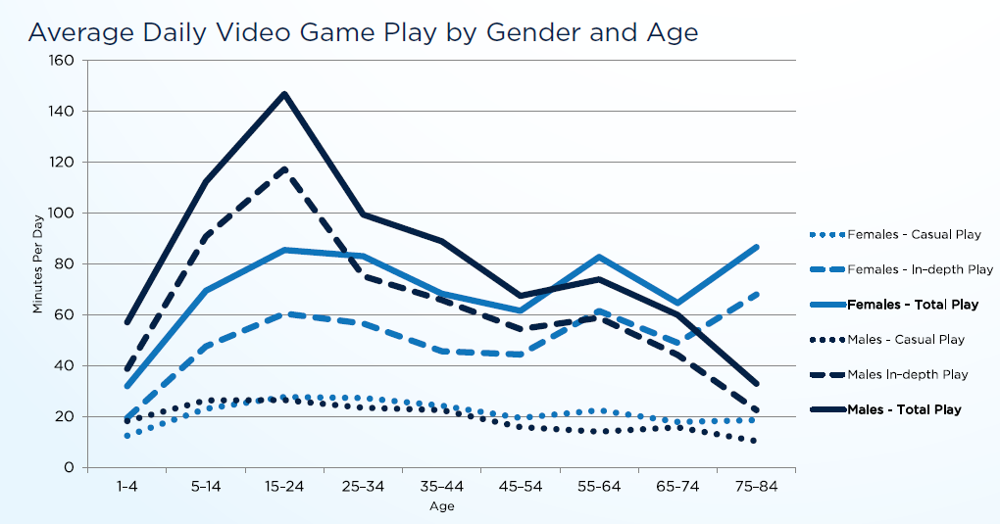 Average Daily Video Game Play by Gender and Age
160
140
120
100
80
60
40
20
0
Minutes Per Day
1–4 5–14 15–24 25–34 35–44 45–54 55–64 65–74 75–84
Age
Females – Casual Play
Females – In-depth Play
Females – Total Play
Males – Casual Play
Males In-depth Play
Males – Total Play